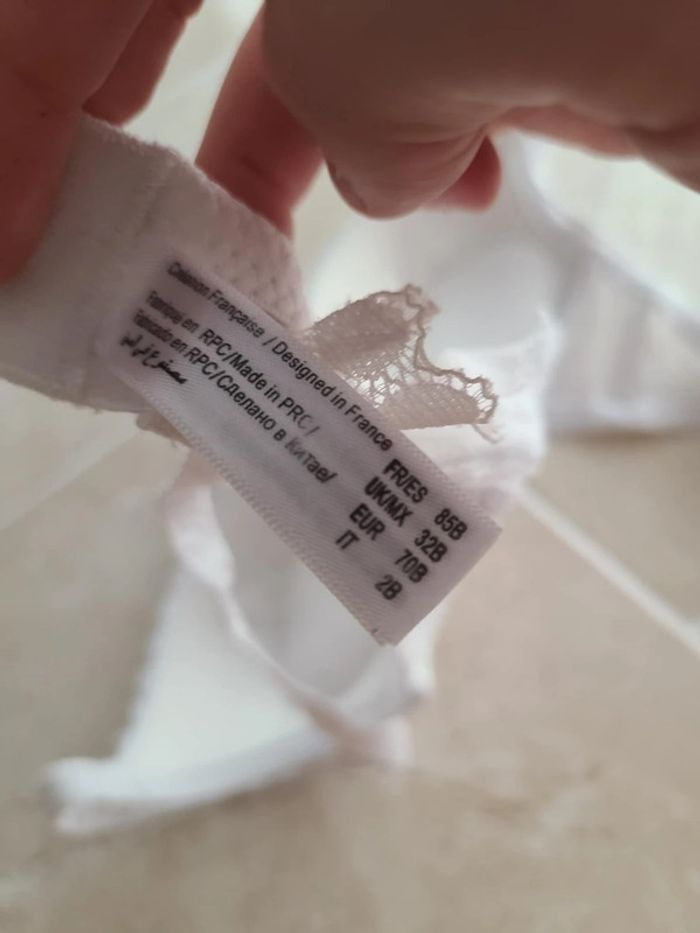 Création Française / Designed in France
Fabriqué en RPC/Made in PRC/
Fabricado en RPC/Сделано в Китае/
FR/ES 85B
UK/MX 32B
EUR 70B
IT 2B